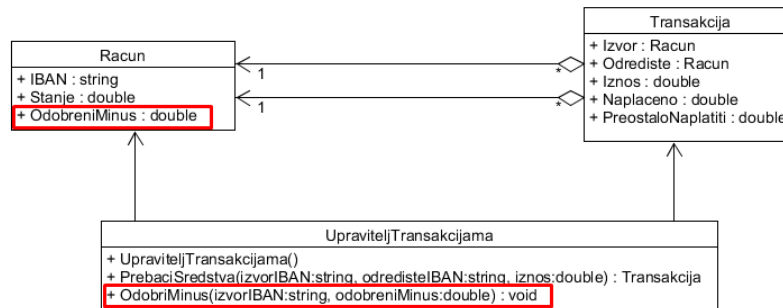 Transakcija
+ Izvor : Racun
+ Odrediste : Racun
+ Iznos : double
+ Naplaceno : double
+ PreostaloNaplatiti : double
Racun
+ IBAN : string
+ Stanje : double
+ OdobreniMinus : double
1
*
1
*
UpraviteljTransakcijama
+ UpraviteljTransakcijama()
+ PrebaciSredstva(izvorIBAN:string, odredisteIBAN:string, iznos:double) : Transakcija
+ OdobriMinus(izvorIBAN:string, odobreniMinus:double) : void